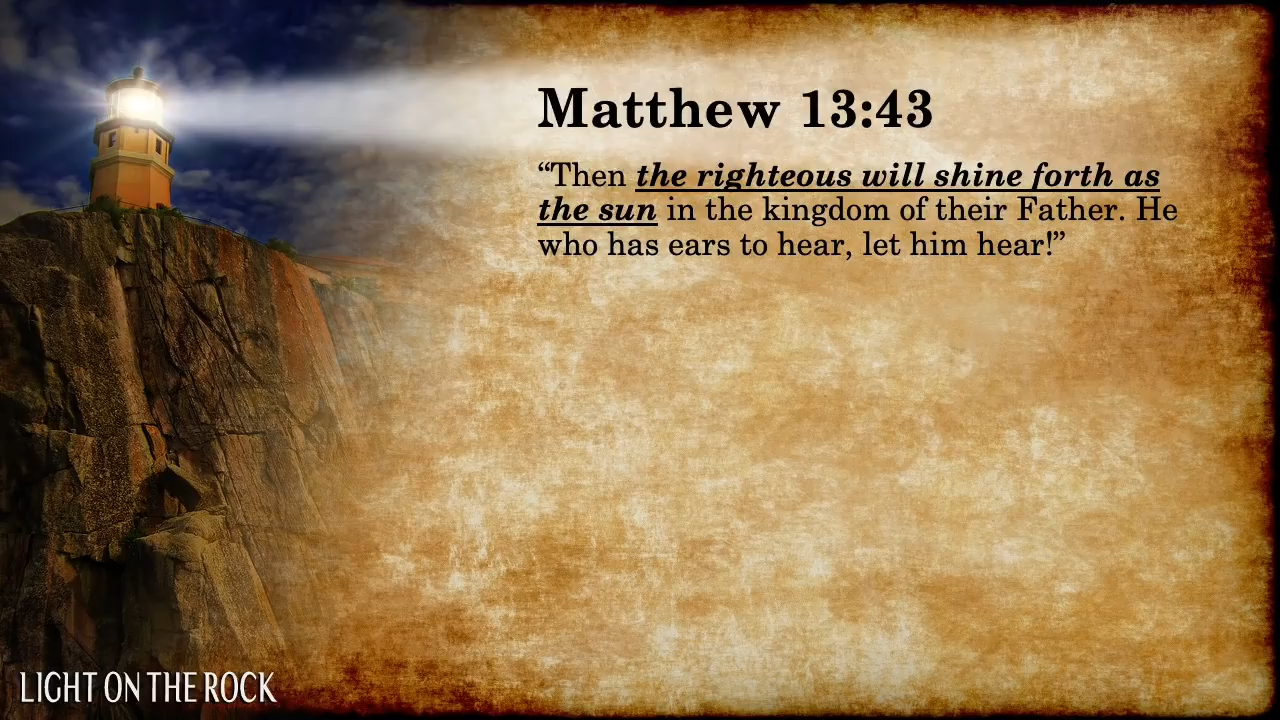 Matthew 13:43
“Then the righteous will shine forth as
the sun in the kingdom of their Father. He
who has ears to hear, let him hear!”
LIGHT ON THE ROCK